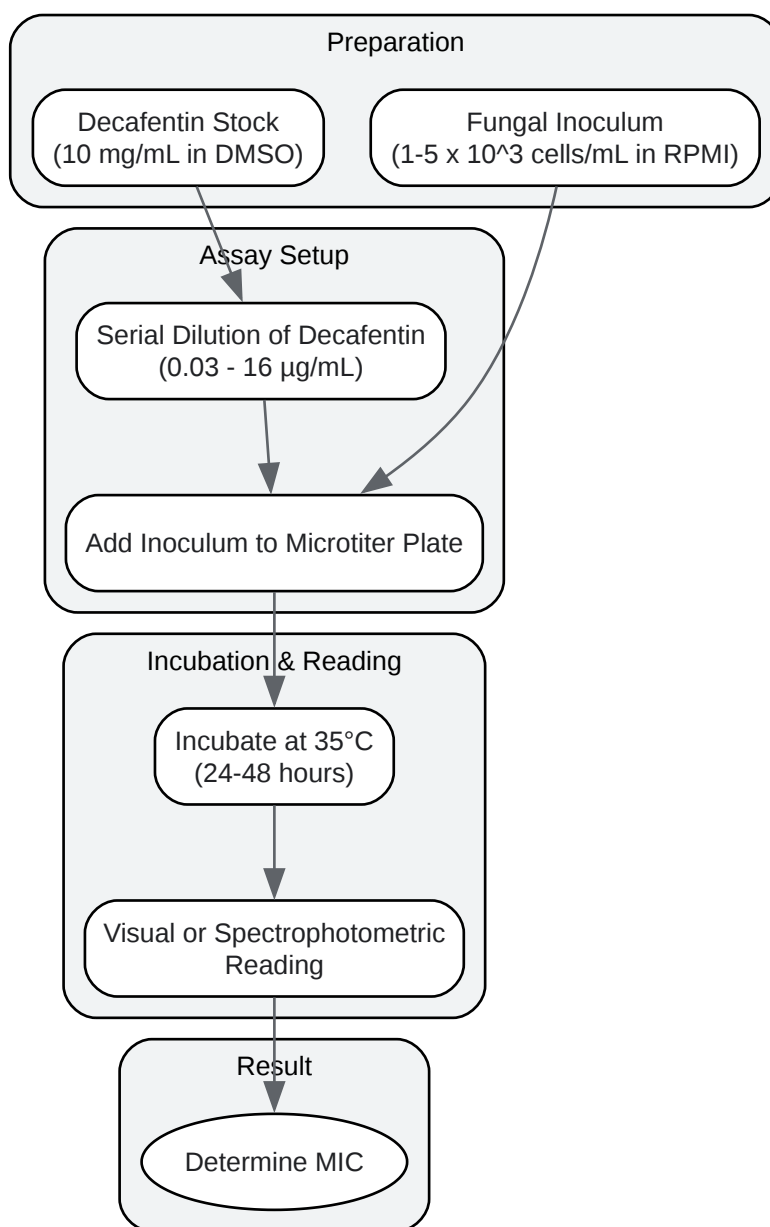 Preparation
Decafentin Stock
(10 mg/mL in DMSO)
Fungal Inoculum
(1-5 x 10^3 cells/mL in RPMI)
Assay Setup
Serial Dilution of Decafentin
(0.03 - 16 µg/mL)
Add Inoculum to Microtiter Plate
Incubation & Reading
Incubate at 35°C
(24-48 hours)
Visual or Spectrophotometric
Reading
Result
Determine MIC